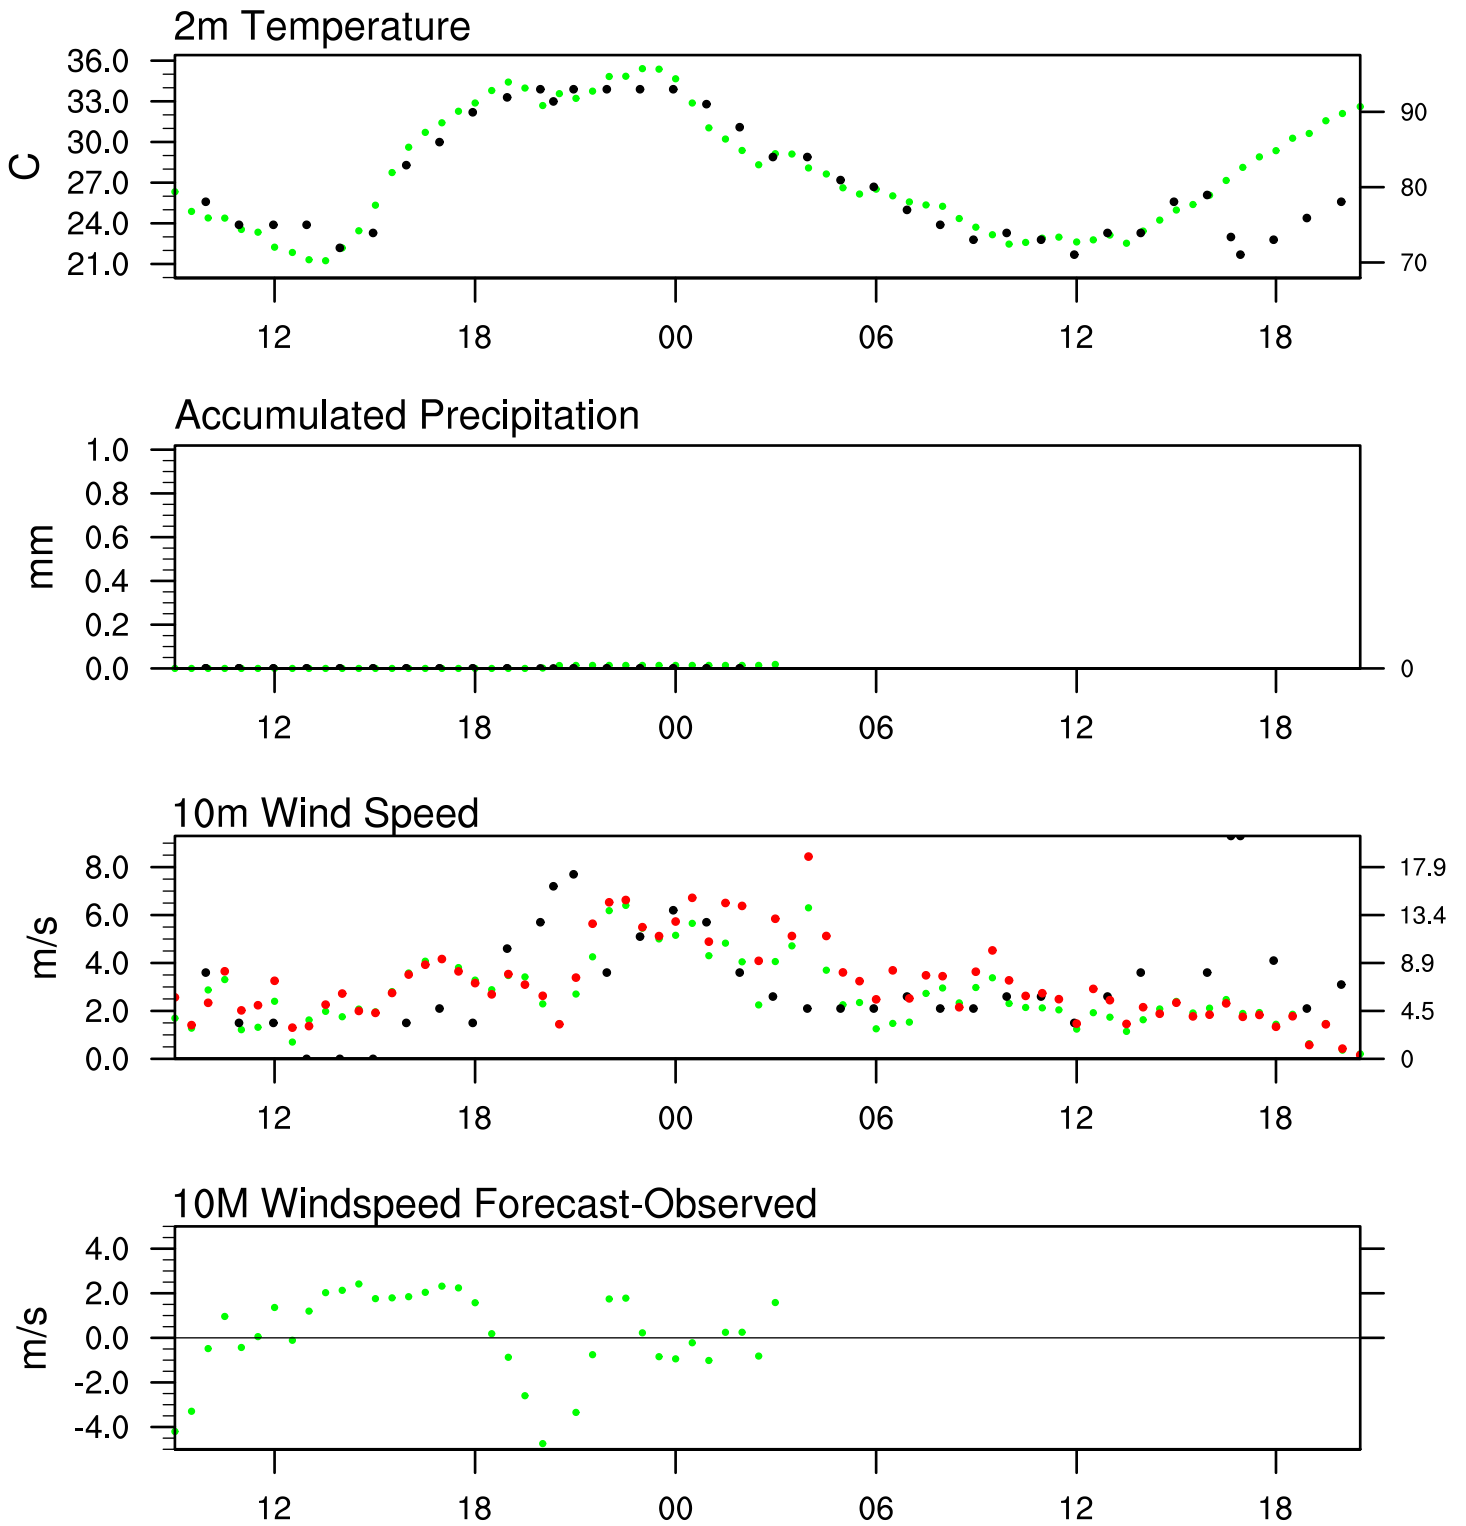 2m Temperature
36.0
33.0
30.0
27.0
24.0
21.0
C
90
80
70
12 18 00 06 12 18
Accumulated Precipitation
1.0
0.8
0.6
0.4
0.2
0.0
mm
0
12 18 00 06 12 18
10m Wind Speed
8.0
6.0
4.0
2.0
0.0
m/s
17.9
13.4
8.9
4.5
0
12 18 00 06 12 18
10M Windspeed Forecast-Observed
4.0
2.0
0.0
-2.0
-4.0
m/s
12 18 00 06 12 18